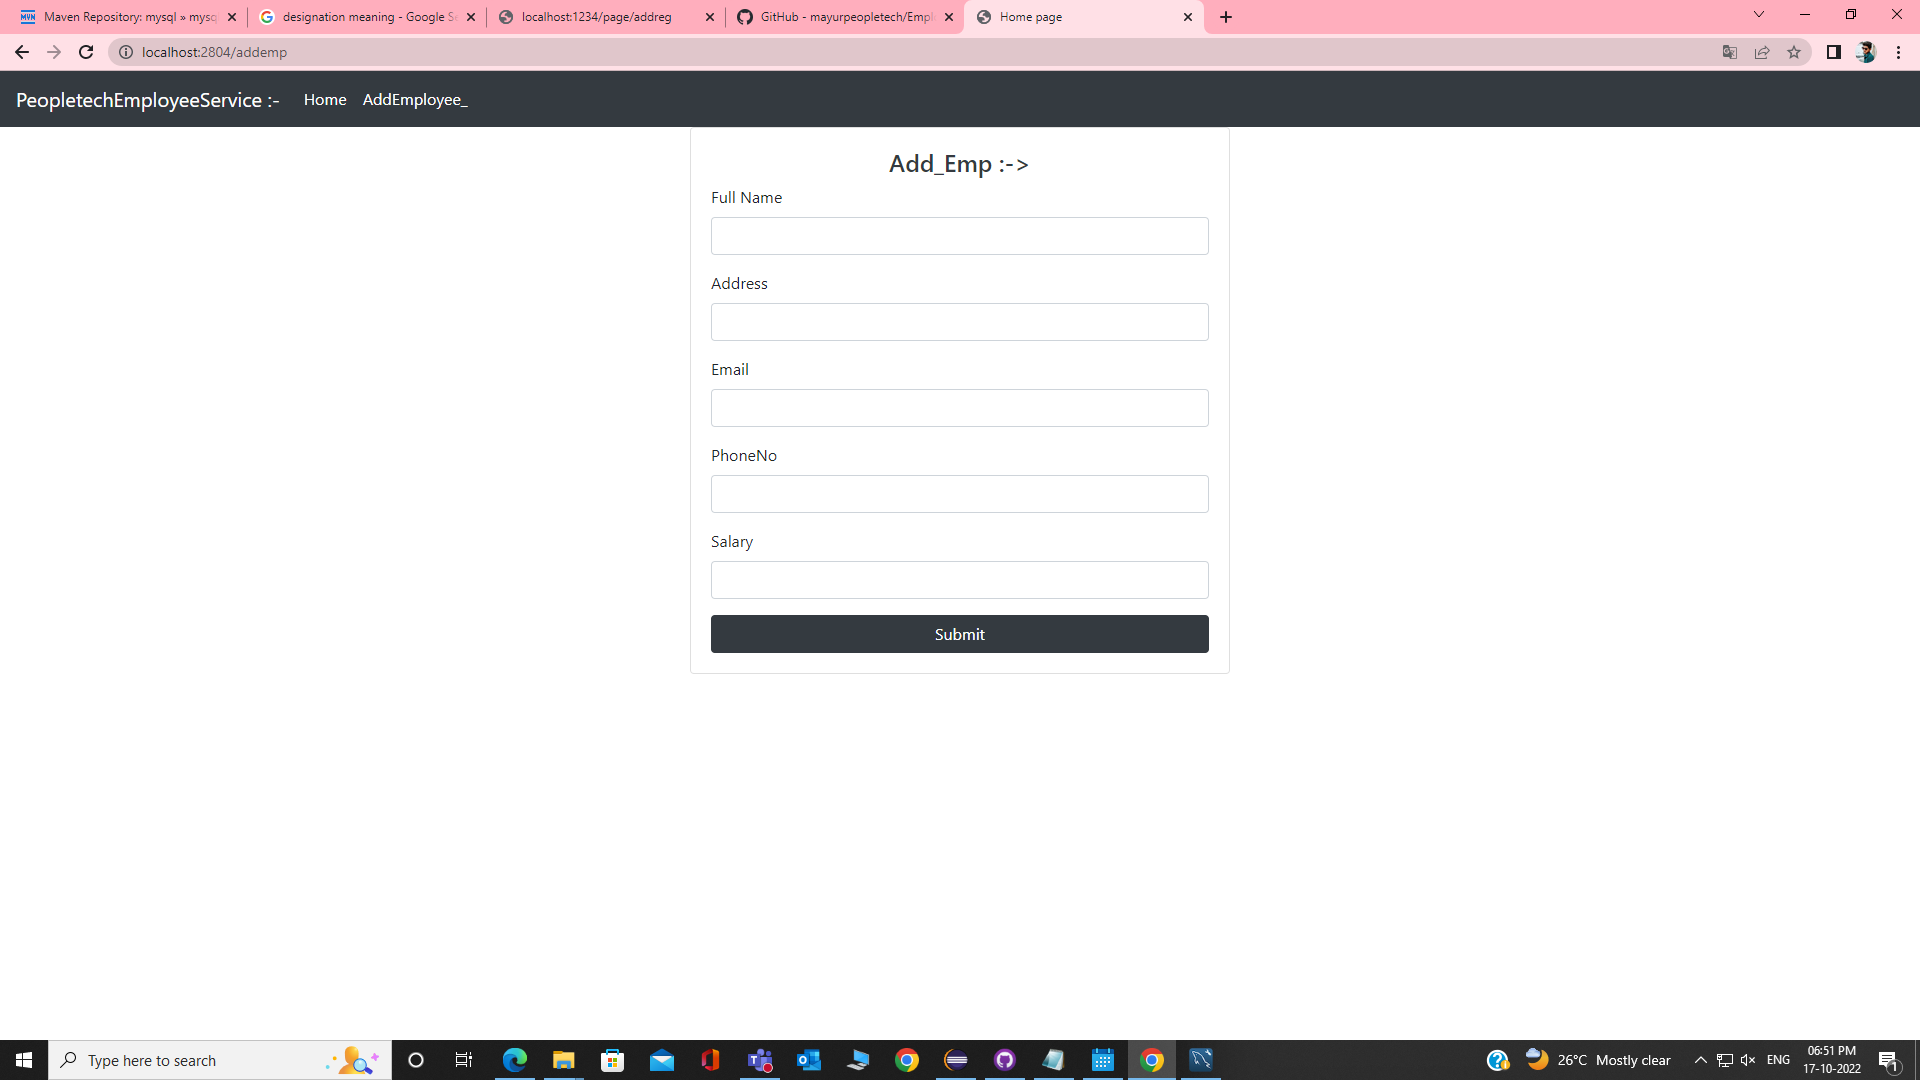 Maven Repository: mysql » mysq
designation meaning - Google Se
localhost:1234/page/addreg
GitHub - mayurpeopletech/Empl
Home page
localhost:2804/addemp
PeopletechEmployeeService :- Home AddEmployee_
Add_Emp :->
Full Name
Address
Email
PhoneNo
Salary
Submit
Type here to search
26°C Mostly clear
ENG
06:51 PM
17-10-2022
1